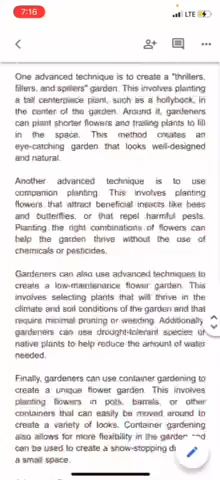 7:16
LTE
One advanced technique is to create a "thrillers,
fillers, and spillers" garden. This involves planting
a tall centerpiece plant, such as a hollyhock, in
the center of the garden. Around it, gardeners
can plant shorter flowers and trailing plants to fill
in the space. This method creates an
eye-catching garden that looks well-designed
and natural.
Another advanced technique is to use
companion planting. This involves planting
flowers that attract beneficial insects like bees
and butterflies, or that repel harmful pests.
Planting the right combinations of flowers can
help the garden thrive without the use of
chemicals or pesticides.
Gardeners can also use advanced techniques to
create a low-maintenance flower garden. This
involves selecting plants that will thrive in the
climate and soil conditions of the garden and that
require minimal pruning or weeding. Additionally
gardeners can use drought-tolerant species or
native plants to help reduce the amount of water
needed.
Finally, gardeners can use container gardening to
create a unique flower garden. This involves
planting flowers in pots, barrels, or other
containers that can easily be moved around to
create a variety of looks. Container gardening
also allows for more flexibility in the garden and
can be used to create a show-stopping
a small space.